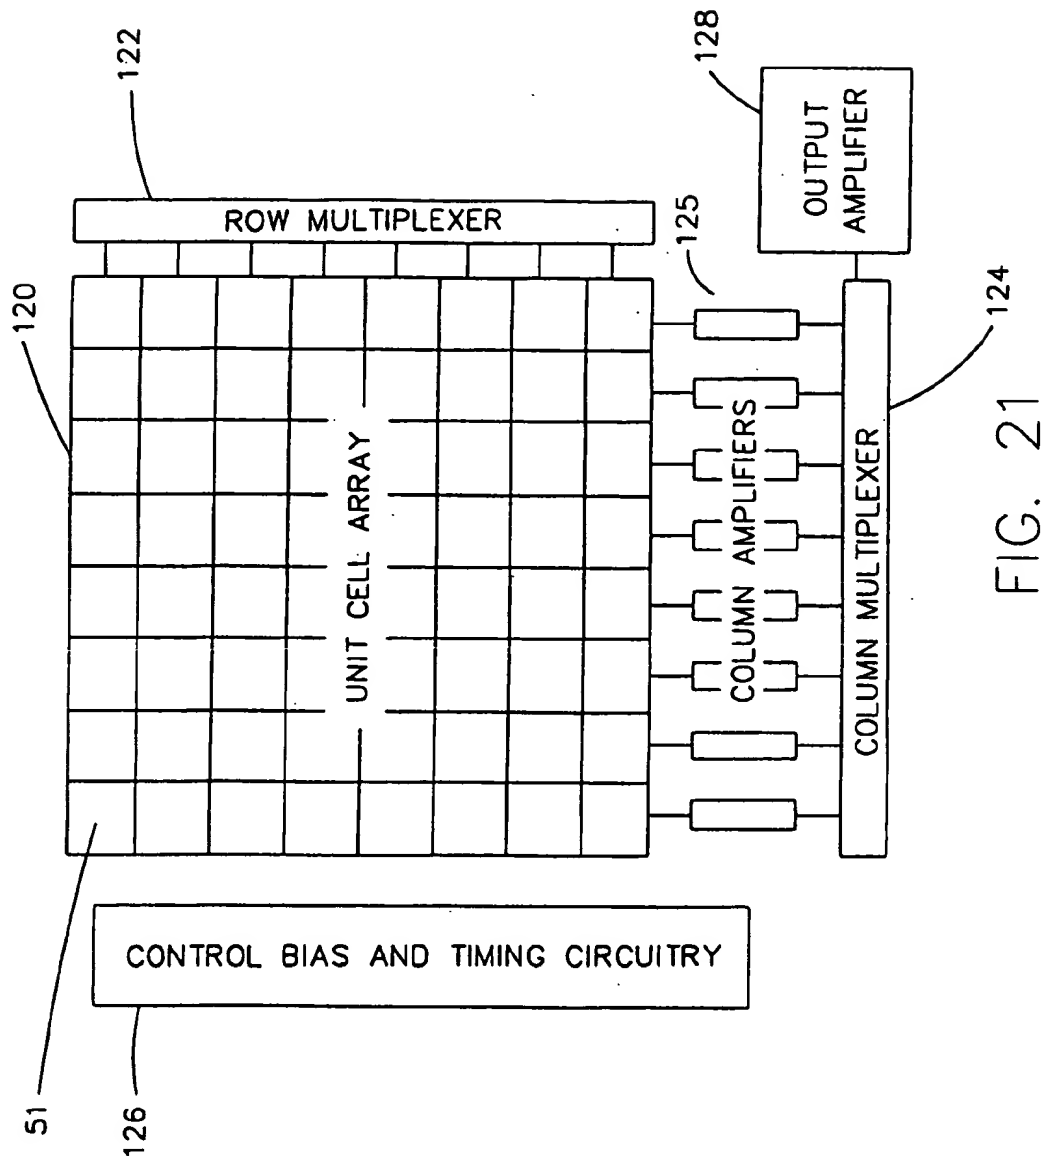 122
128
120
ROW MULTIPLEXER
OUTPUT
AMPLIFIER
125
UNIT CELL ARRAY
COLUMN AMPLIFIERS
COLUMN MULTIPLEXER
124
51
CONTROL BIAS AND TIMING CIRCUITRY
126
FIG. 21